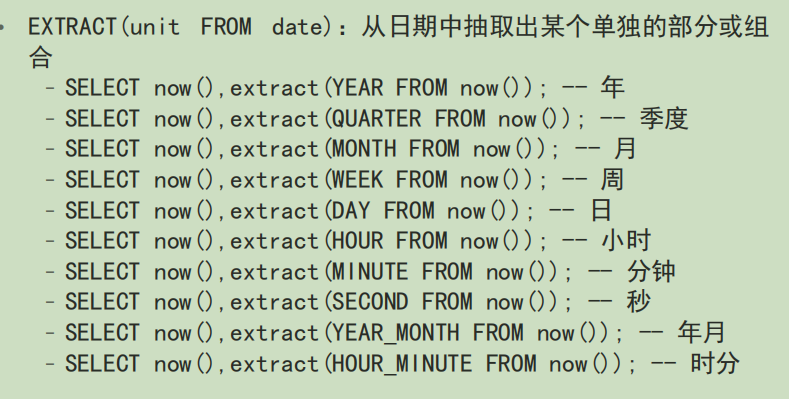 • EXTRACT(unit FROM date)：从日期中抽取出某个单独的部分或组
合
– SELECT now(),extract(YEAR FROM now()); -- 年
– SELECT now(),extract(QUARTER FROM now()); -- 季度
– SELECT now(),extract(MONTH FROM now()); -- 月
– SELECT now(),extract(WEEK FROM now()); -- 周
– SELECT now(),extract(DAY FROM now()); -- 日
– SELECT now(),extract(HOUR FROM now()); -- 小时
– SELECT now(),extract(MINUTE FROM now()); -- 分钟
– SELECT now(),extract(SECOND FROM now()); -- 秒
– SELECT now(),extract(YEAR_MONTH FROM now()); -- 年月
– SELECT now(),extract(HOUR_MINUTE FROM now()); -- 时分